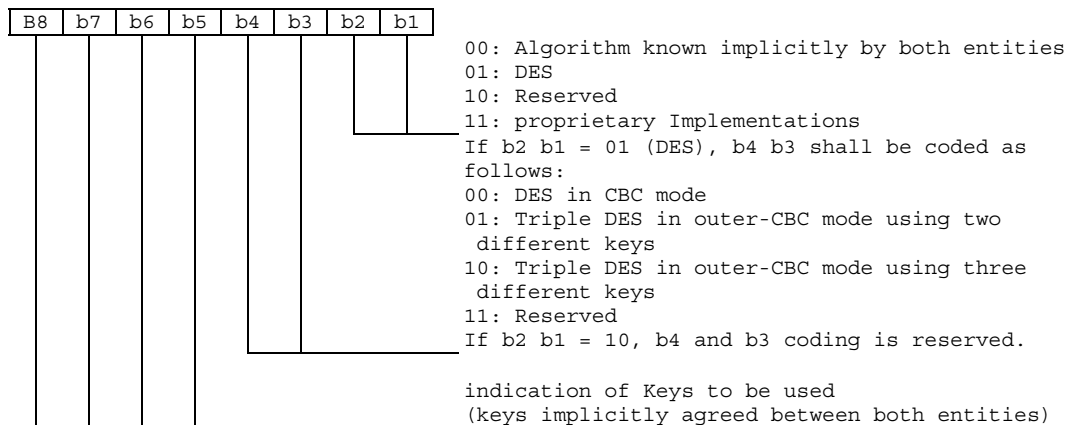 B8 b7 b6 b5 b4 b3 b2 b1
00: Algorithm known implicitly by both entities
01: DES
10: Reserved
11: proprietary Implementations
If b2 b1 = 01 (DES), b4 b3 shall be coded as
follows:
00: DES in CBC mode
01: Triple DES in outer-CBC mode using two
different keys
10: Triple DES in outer-CBC mode using three
different keys
11: Reserved
If b2 b1 = 10, b4 and b3 coding is reserved.
indication of Keys to be used
(keys implicitly agreed between both entities)